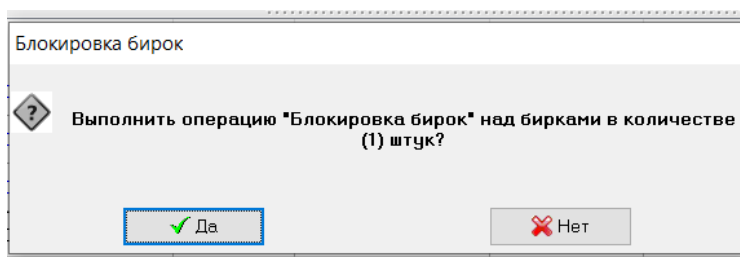 Блокировка бирок
Выполнить операцию "Блокировка бирок" над бирками в количестве
(1) штук?
Да
Нет